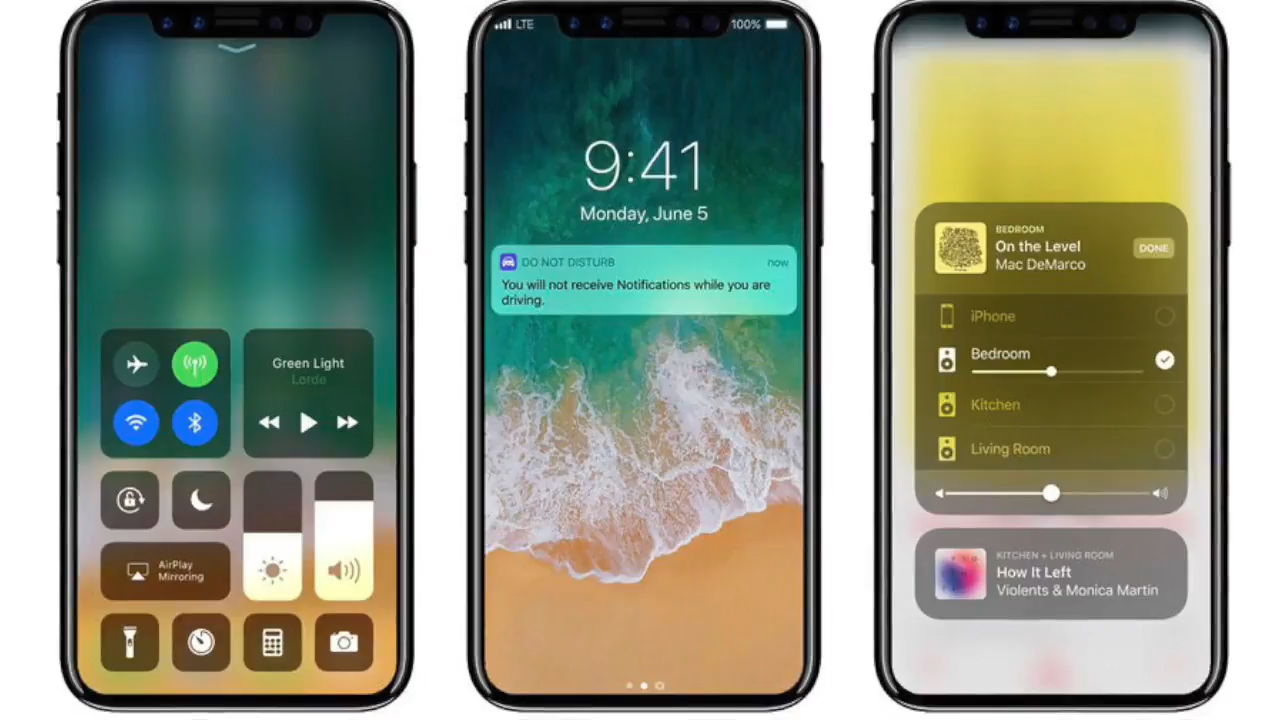 Green Light
Lorde
AirPlay
Mirroring
LTE
100%
9:41
Monday, June 5
DO NOT DISTURB
now
You will not receive Notifications while you are
driving.
BEDROOM
On the Level
Mac DeMarco
DONE
iPhone
Bedroom
Kitchen
Living Room
KITCHEN + LIVING ROOM
How It Left
Violents & Monica Martin